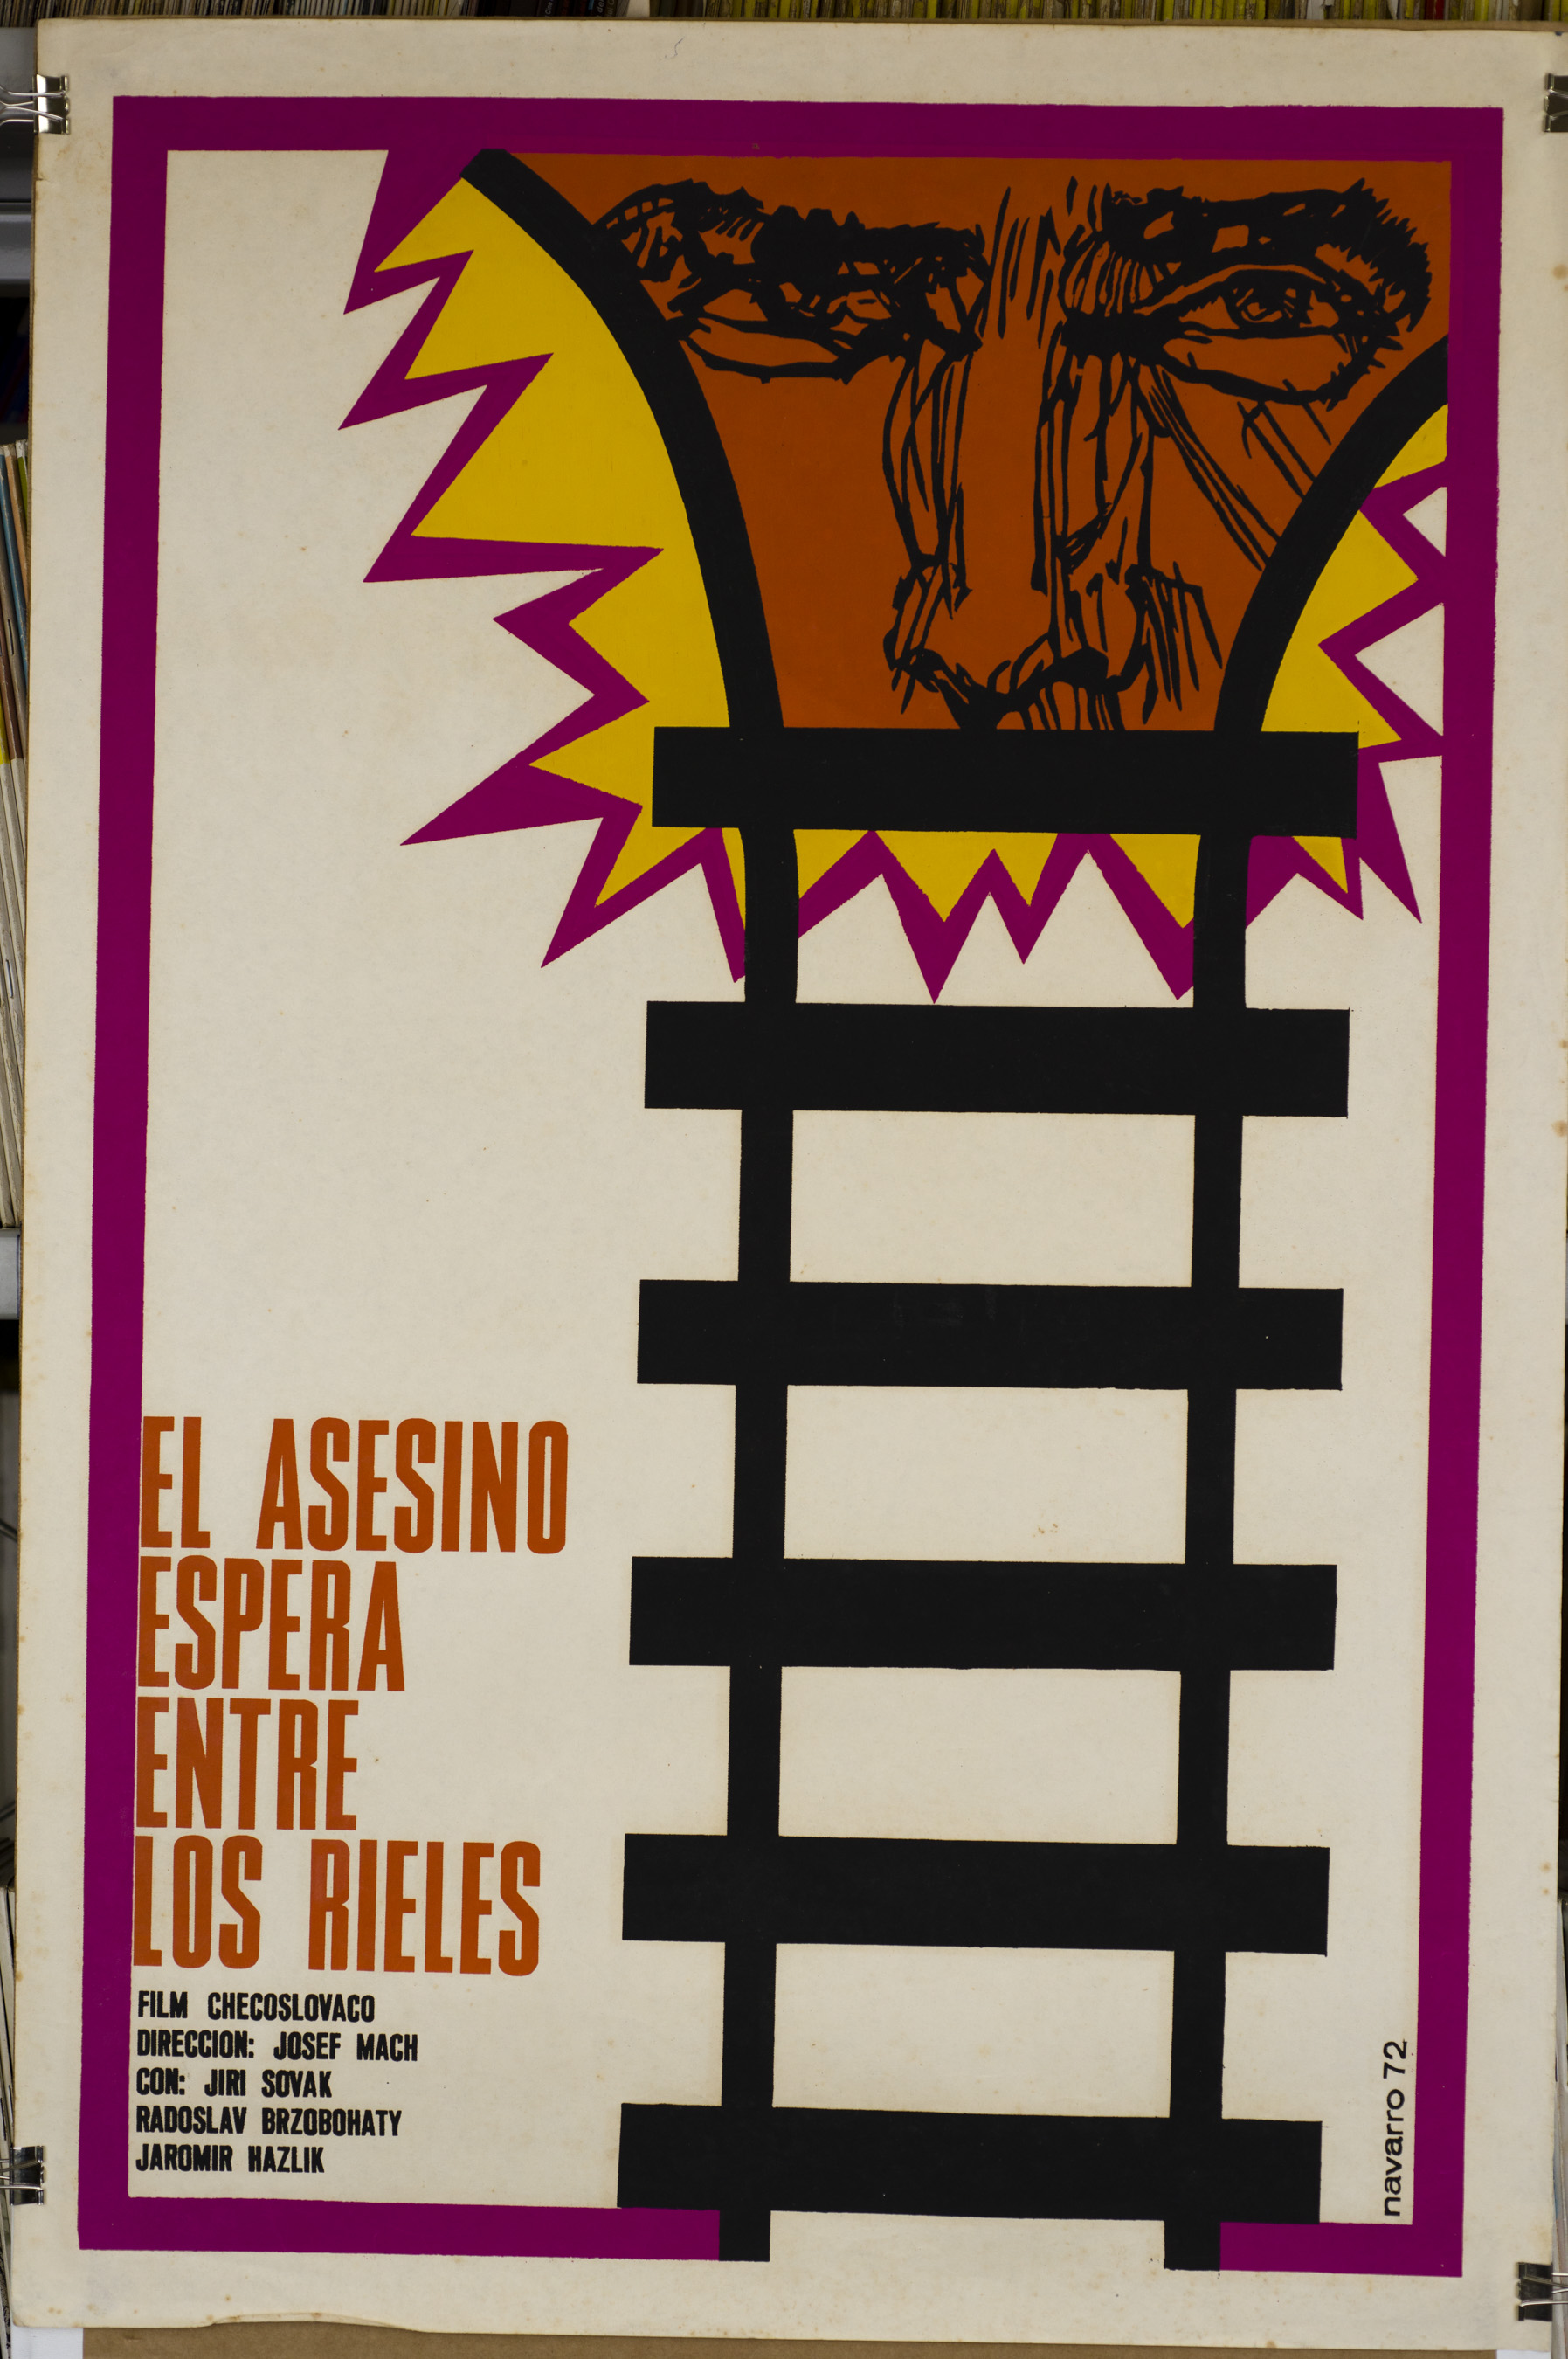 EL ASESINO
ESPERA
ENTRE
LOS RIELES
FILM CHECOSLOVACO
DIRECCION: JOSEF MACH
CON: JIRI SOVAK
RADOSLAV BRZOBOHATY
JAROMIR HAZLIK
navarro 72